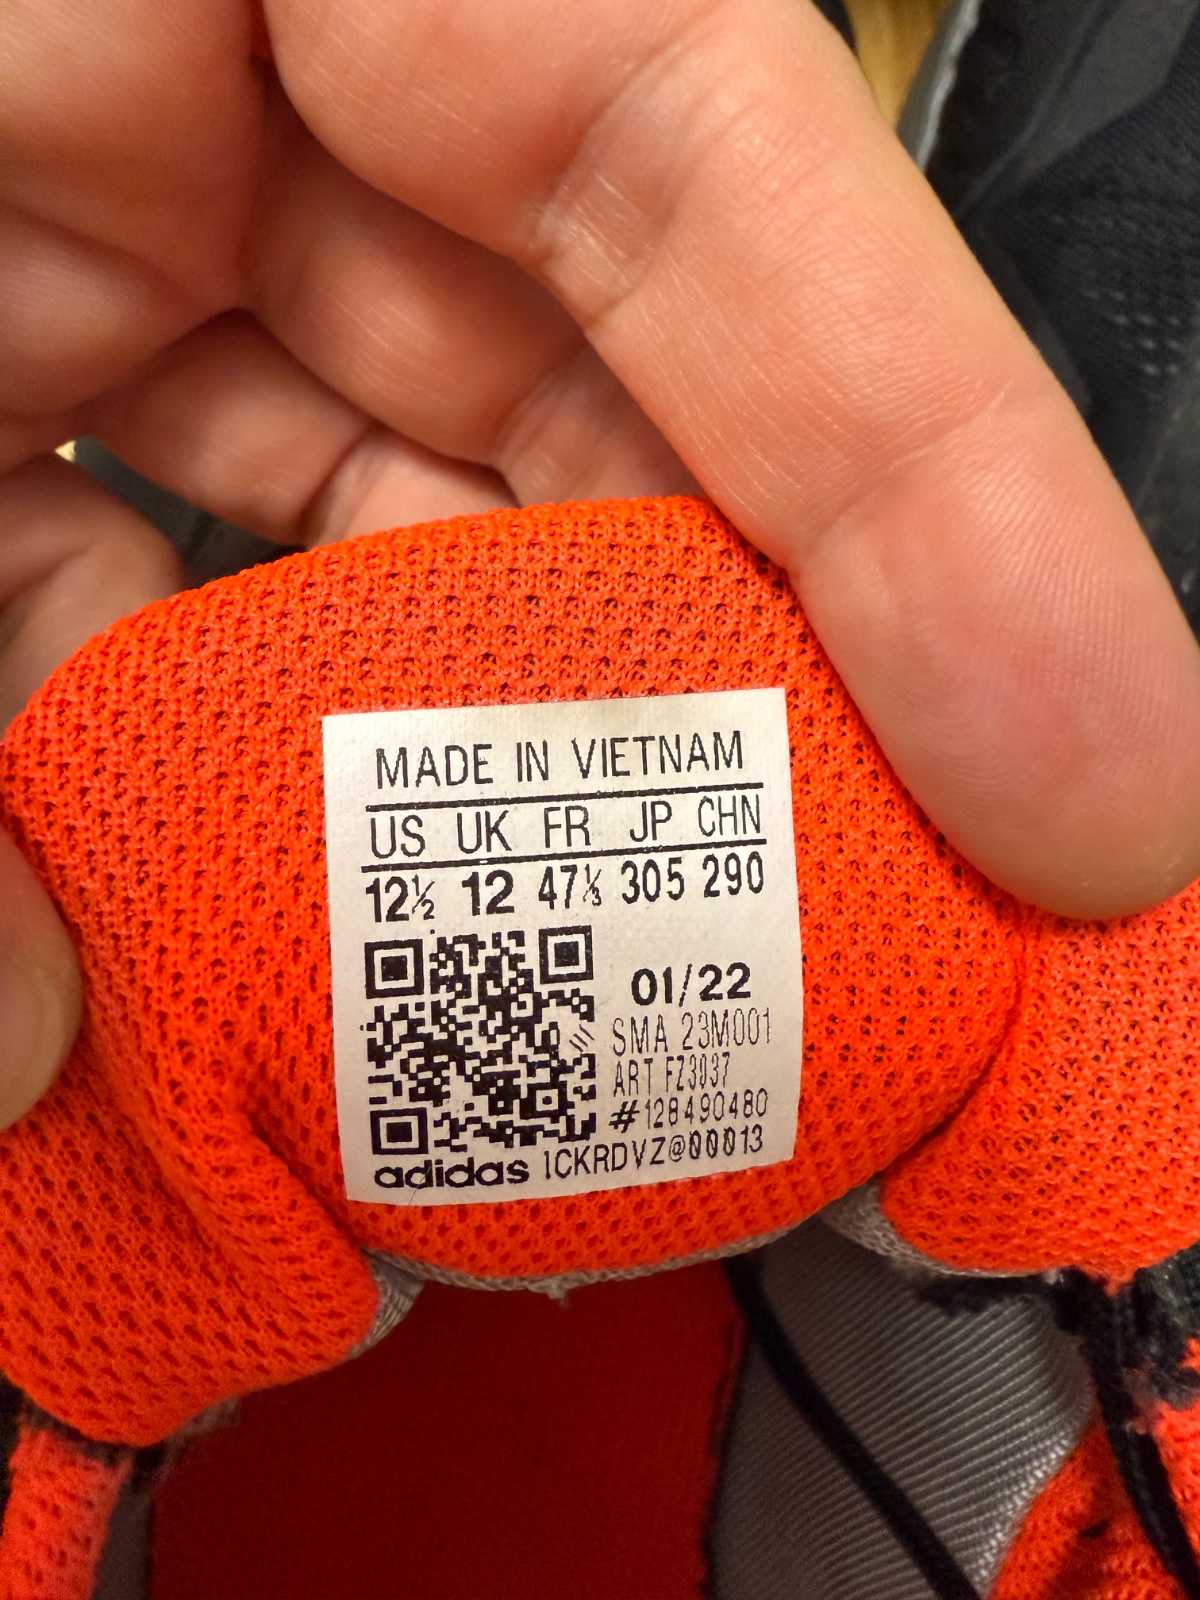 MADE IN VIETNAM
US UK FR JP CHN
12½ 12 47⅓ 305 290
01/22
SMA 23M001
ART FZ3037
#128490480
adidas 1CKRDVZ@00013